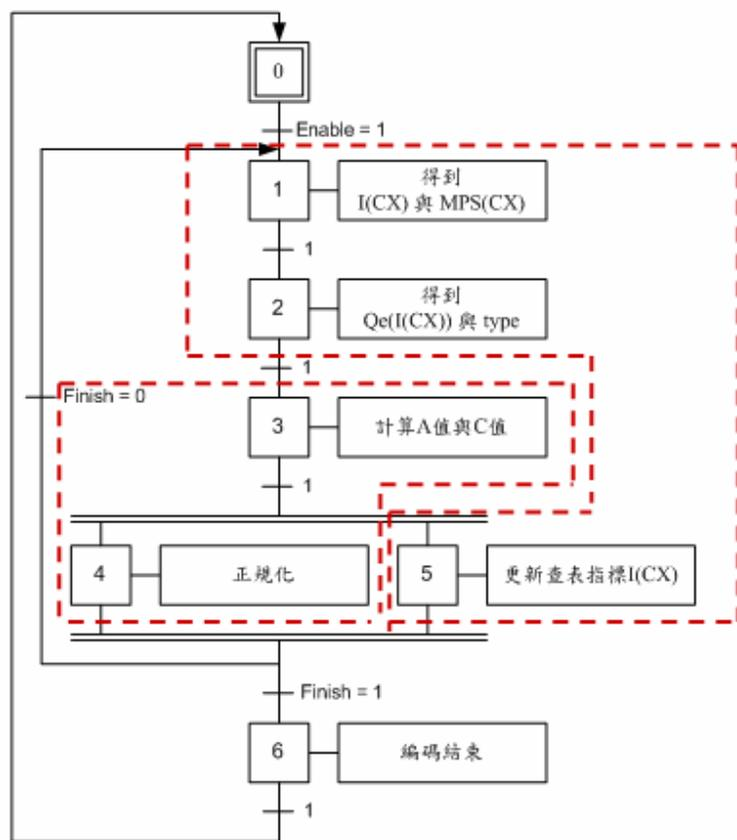 0
Enable = 1
1
得到
I(CX) 與 MPS(CX)
1
2
得到
Qe(I(CX)) 與 type
1
Finish = 0
3
計算A值與C值
1
4
正規化
5
更新查表指標I(CX)
Finish = 1
6
編碼結束
1